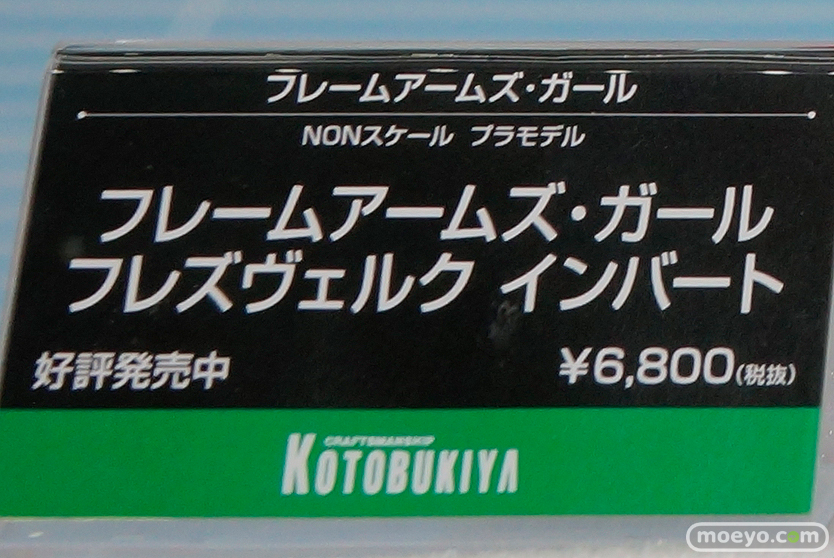 フレームアームズ・ガール
NONスケール プラモデル
フレームアームズ・ガール
フレズヴェルク インバート
好評発売中 ¥6,800(税抜)
CRAFTSMANSHIP
KOTOBUKIYA
moeyo.com